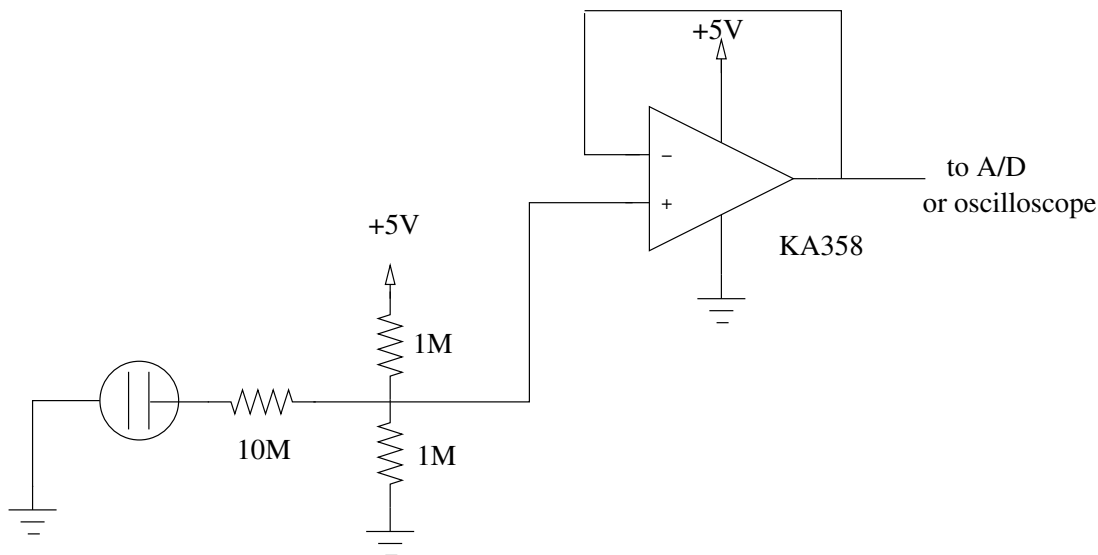 +5V
−
+
to A/D
or oscilloscope
KA358
+5V
1M
10M
1M